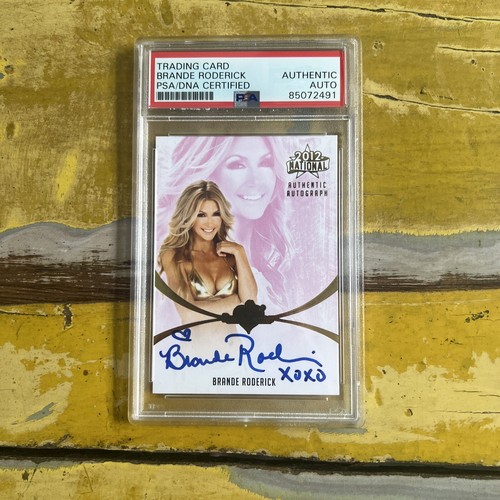 TRADING CARD
BRANDE RODERICK
PSA/DNA CERTIFIED
AUTHENTIC
AUTO
85072491
PSA
2012
NATIONAL
AUTHENTIC
AUTOGRAPH
Brande Roderick
XOXO
BRANDE RODERICK